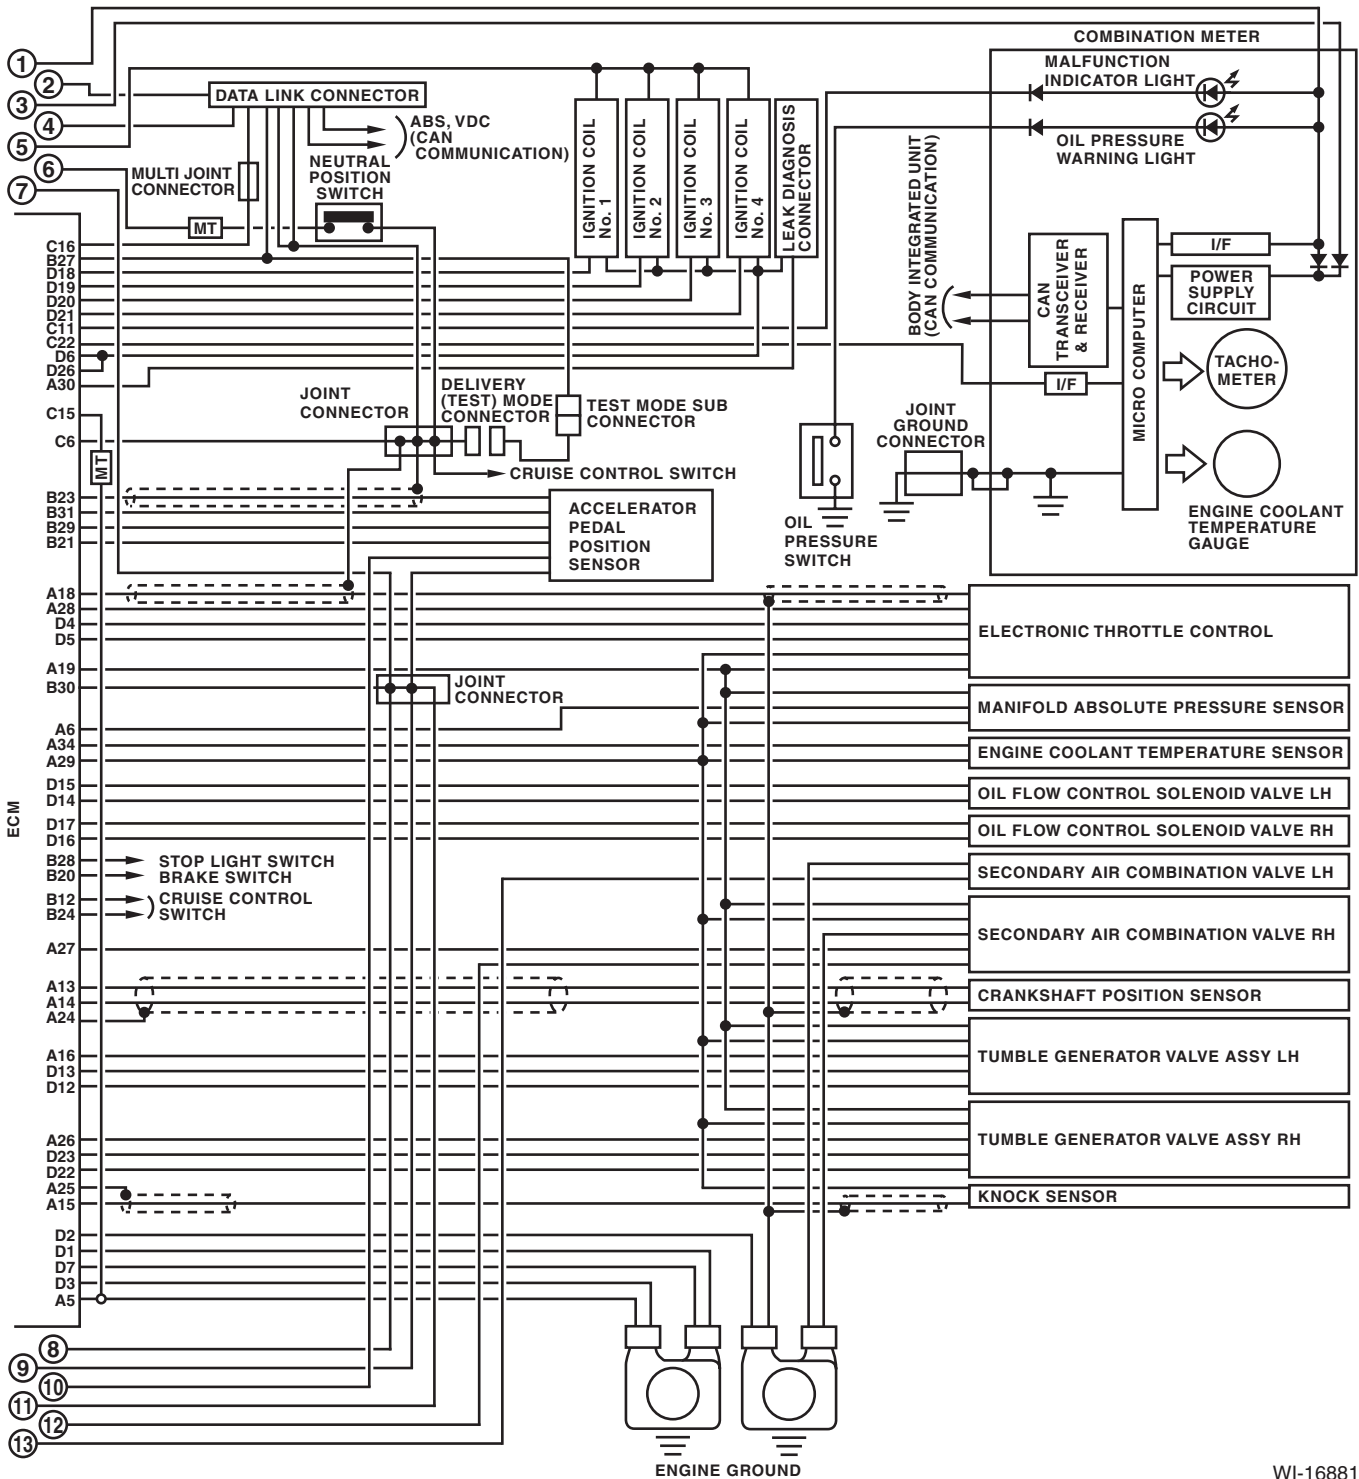 COMBINATION METER
1
2
3
4
5
6
7
DATA LINK CONNECTOR
ABS, VDC
(CAN
COMMUNICATION)
MULTI JOINT
CONNECTOR
NEUTRAL
POSITION
SWITCH
MT
IGNITION COIL
No. 1
IGNITION COIL
No. 2
IGNITION COIL
No. 3
IGNITION COIL
No. 4
LEAK DIAGNOSIS
CONNECTOR
MALFUNCTION
INDICATOR LIGHT
OIL PRESSURE
WARNING LIGHT
BODY INTEGRATED UNIT
(CAN COMMUNICATION)
CAN
TRANSCEIVER
& RECEIVER
MICRO COMPUTER
I/F
POWER
SUPPLY
CIRCUIT
I/F
TACHO-
METER
ENGINE COOLANT
TEMPERATURE
GAUGE
JOINT
GROUND
CONNECTOR
OIL
PRESSURE
SWITCH
C16
B27
D18
D19
D20
D21
C11
C22
D6
D26
A30
C15
C6
MT
JOINT
CONNECTOR
DELIVERY
(TEST) MODE
CONNECTOR
TEST MODE SUB
CONNECTOR
CRUISE CONTROL SWITCH
B23
B31
B29
B21
ACCELERATOR
PEDAL
POSITION
SENSOR
A18
A28
D4
D5
A19
B30
JOINT
CONNECTOR
A6
A34
A29
D15
D14
D17
D16
B28
B20
B12
B24
STOP LIGHT SWITCH
BRAKE SWITCH
CRUISE CONTROL
SWITCH
ECM
A27
A13
A14
A24
A16
D13
D12
A26
D23
D22
A25
A15
D2
D1
D7
D3
A5
ELECTRONIC THROTTLE CONTROL
MANIFOLD ABSOLUTE PRESSURE SENSOR
ENGINE COOLANT TEMPERATURE SENSOR
OIL FLOW CONTROL SOLENOID VALVE LH
OIL FLOW CONTROL SOLENOID VALVE RH
SECONDARY AIR COMBINATION VALVE LH
SECONDARY AIR COMBINATION VALVE RH
CRANKSHAFT POSITION SENSOR
TUMBLE GENERATOR VALVE ASSY LH
TUMBLE GENERATOR VALVE ASSY RH
KNOCK SENSOR
8
9
10
11
12
13
ENGINE GROUND
WI-16881